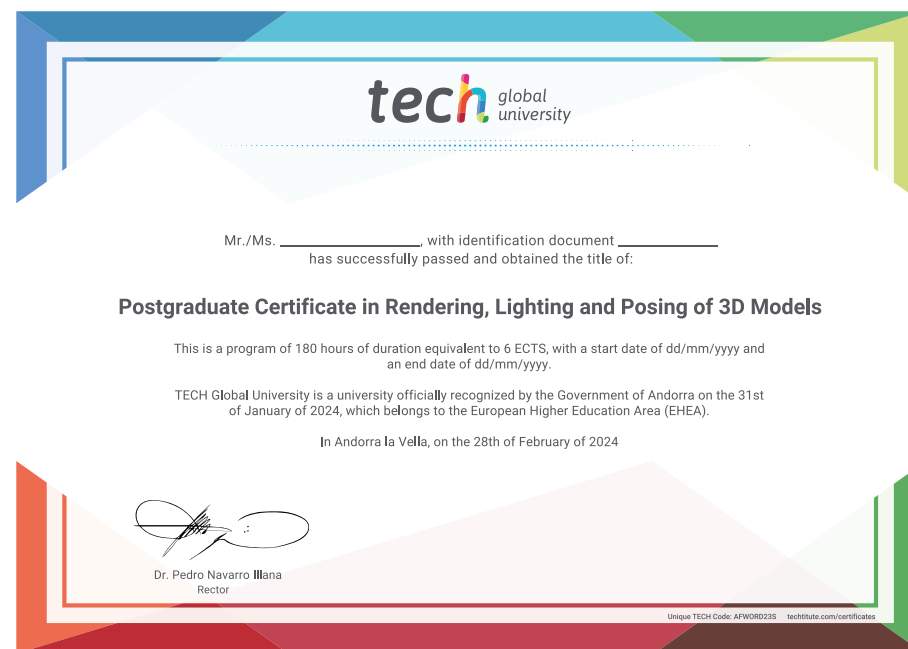 tech global university
Mr./Ms. ____________________, with identification document ______________
has successfully passed and obtained the title of:
Postgraduate Certificate in Rendering, Lighting and Posing of 3D Models
This is a program of 180 hours of duration equivalent to 6 ECTS, with a start date of dd/mm/yyyy and
an end date of dd/mm/yyyy.
TECH Global University is a university officially recognized by the Government of Andorra on the 31st
of January of 2024, which belongs to the European Higher Education Area (EHEA).
In Andorra la Vella, on the 28th of February of 2024
Dr. Pedro Navarro Illana
Rector
Unique TECH Code: AFWORD23S techtitute.com/certificates